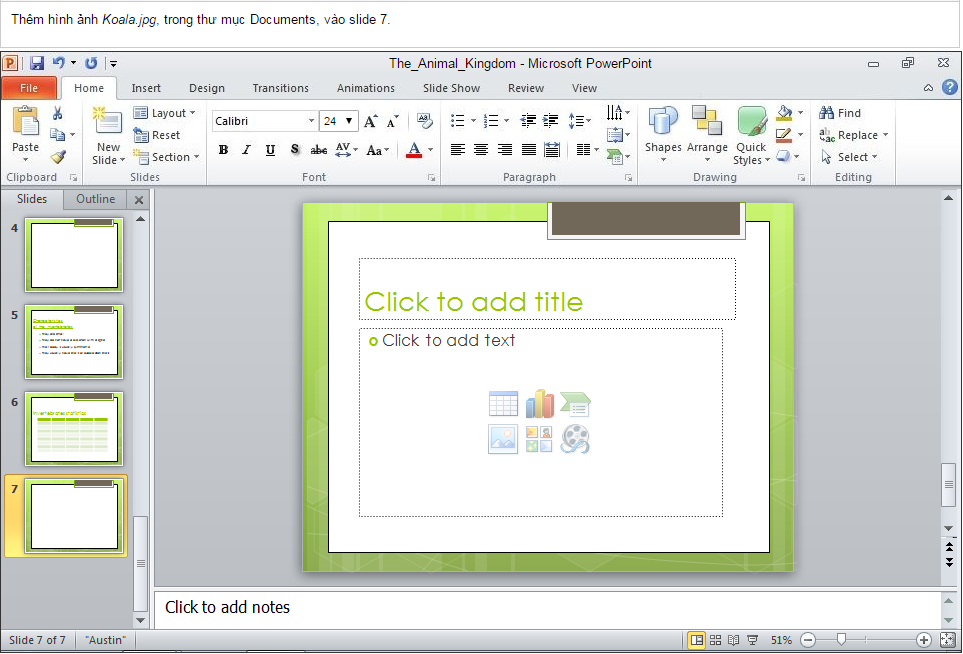 Thêm hình ảnh Koala.jpg, trong thư mục Documents, vào slide 7.
The_Animal_Kingdom - Microsoft PowerPoint
File Home Insert Design Transitions Animations Slide Show Review View
Paste
Clipboard
New
Slide
Layout
Reset
Section
Slides
Calibri 24
B I U S abc AV Aa A
Font
Paragraph
Shapes Arrange Quick
Styles
Drawing
Find
Replace
Select
Editing
Slides Outline
4
5
6
Invertebrates statistics
7
Click to add title
Click to add text
Click to add notes
Slide 7 of 7 "Austin" 51%